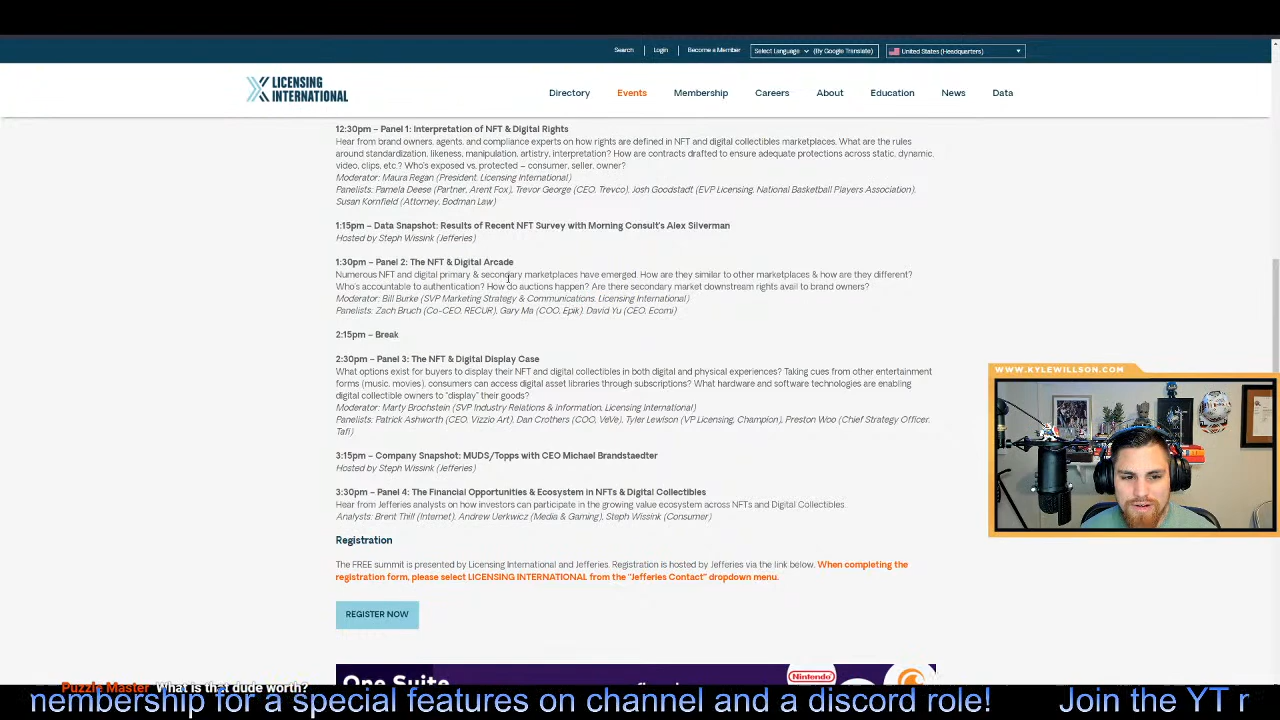 Search
Login
Become a Member
Select Language
(By Google Translate)
United States (Headquarters)
LICENSING
INTERNATIONAL
Directory
Events
Membership
Careers
About
Education
News
Data
12:30pm – Panel 1: Interpretation of NFT & Digital Rights
Hear from brand owners, agents, and compliance experts on how rights are defined in NFT and digital collectibles marketplaces. What are the rules
around standardization, likeness, manipulation, artistry, interpretation? How are contracts drafted to ensure adequate protections across static, dynamic,
video, clips, etc.? Who's exposed vs. protected – consumer, seller, owner?
Moderator: Maura Regan (President, Licensing International)
Panelists: Pamela Deese (Partner, Arent Fox), Trevor George (CEO, Trevco), Josh Goodstadt (EVP Licensing, National Basketball Players Association),
Susan Kornfield (Attorney, Bodman Law)
1:15pm – Data Snapshot: Results of Recent NFT Survey with Morning Consult's Alex Silverman
Hosted by Steph Wissink (Jefferies)
1:30pm – Panel 2: The NFT & Digital Arcade
Numerous NFT and digital primary & secondary marketplaces have emerged. How are they similar to other marketplaces & how are they different?
Who's accountable to authentication? How do auctions happen? Are there secondary market downstream rights avail to brand owners?
Moderator: Bill Burke (SVP Marketing Strategy & Communications, Licensing International)
Panelists: Zach Bruch (Co-CEO, RECUR), Gary Ma (COO, Epik), David Yu (CEO, Ecomi)
2:15pm – Break
2:30pm – Panel 3: The NFT & Digital Display Case
What options exist for buyers to display their NFT and digital collectibles in both digital and physical experiences? Taking cues from other entertainment
forms (music, movies), consumers can access digital asset libraries through subscriptions? What hardware and software technologies are enabling
digital collectible owners to "display" their goods?
Moderator: Marty Brochstein (SVP Industry Relations & Information, Licensing International)
Panelists: Patrick Ashworth (CEO, Vizzio Art), Dan Crothers (COO, VeVe), Tyler Lewison (VP Licensing, Champion), Preston Woo (Chief Strategy Officer,
Tafi)
3:15pm – Company Snapshot: MUDS/Topps with CEO Michael Brandstaedter
Hosted by Steph Wissink (Jefferies)
3:30pm – Panel 4: The Financial Opportunities & Ecosystem in NFTs & Digital Collectibles
Hear from Jefferies analysts on how investors can participate in the growing value ecosystem across NFTs and Digital Collectibles.
Analysts: Brent Thill (Internet), Andrew Uerkwicz (Media & Gaming), Steph Wissink (Consumer)
Registration
The FREE summit is presented by Licensing International and Jefferies. Registration is hosted by Jefferies via the link below. When completing the
registration form, please select LICENSING INTERNATIONAL from the "Jefferies Contact" dropdown menu.
REGISTER NOW
WWW.KYLEWILLSON.COM
One Suite
Nintendo
Puzzle Master What is that dude worth?
nembership for a special features on channel and a discord role! Join the YT r